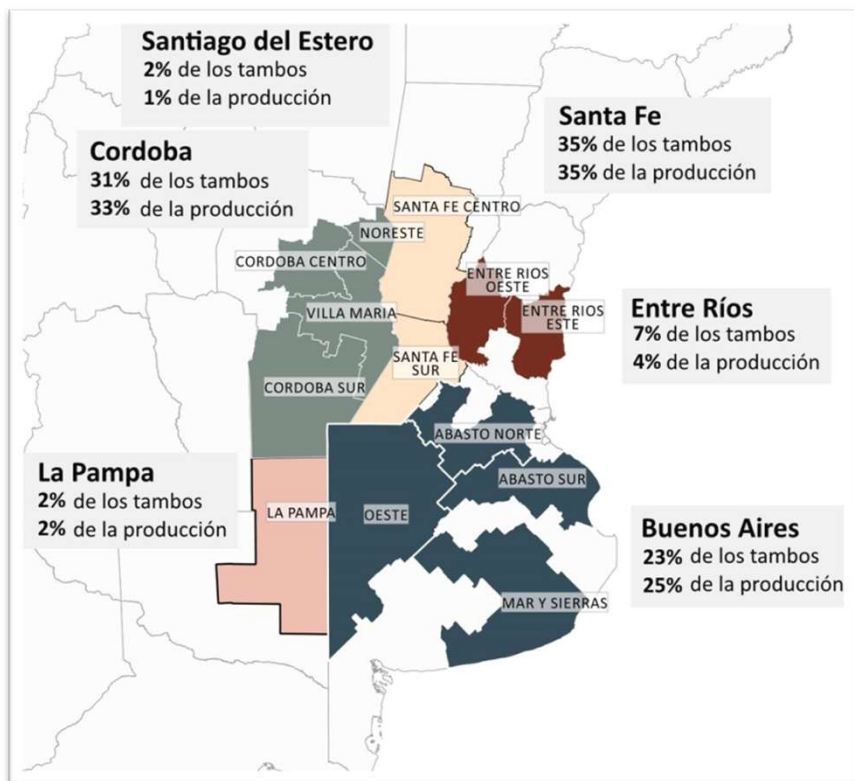 Santiago del Estero
2% de los tambos
1% de la producción
Santa Fe
35% de los tambos
35% de la producción
Cordoba
31% de los tambos
33% de la producción
SANTA FE CENTRO
NORESTE
CORDOBA CENTRO
ENTRE RIOS
OESTE
ENTRE RIOS
ESTE
VILLA MARIA
Entre Ríos
7% de los tambos
4% de la producción
SANTA FE
SUR
CORDOBA SUR
ABASTO NORTE
La Pampa
2% de los tambos
2% de la producción
ABASTO SUR
LA PAMPA
OESTE
Buenos Aires
23% de los tambos
25% de la producción
MAR Y SIERRAS